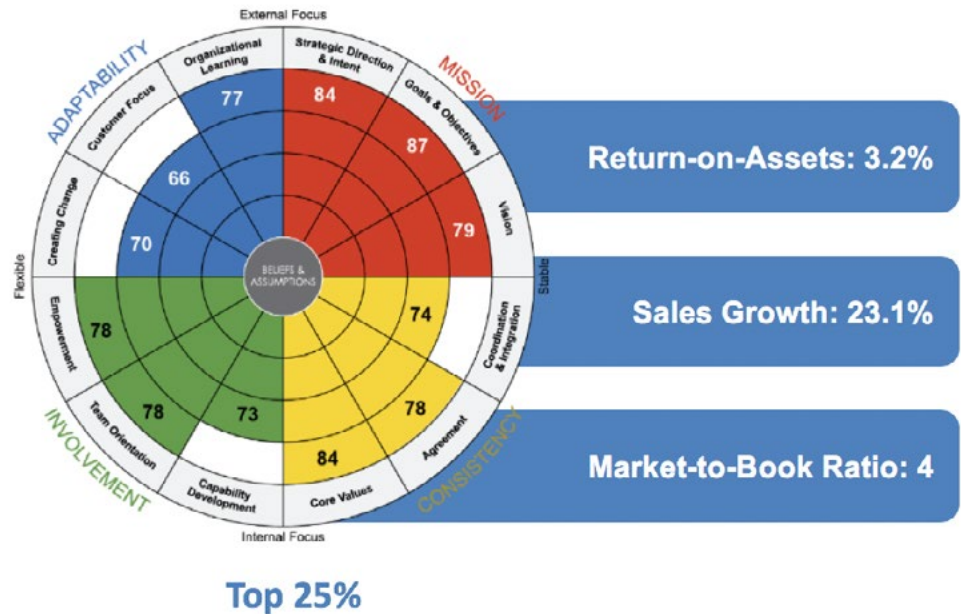 External Focus
ADAPTABILITY
MISSION
Organizational
Learning
Strategic Direction
& Intent
Customer Focus
Goals & Objectives
Creating Change
Vision
77
84
66
87
70
79
Return-on-Assets: 3.2%
Flexible
BELIEFS &
ASSUMPTIONS
Stable
Sales Growth: 23.1%
78
74
78
73
84
78
Empowerment
Coordination
& Integration
Team Orientation
Agreement
Capability
Development
Core Values
INVOLVEMENT
CONSISTENCY
Market-to-Book Ratio: 4
Internal Focus
Top 25%